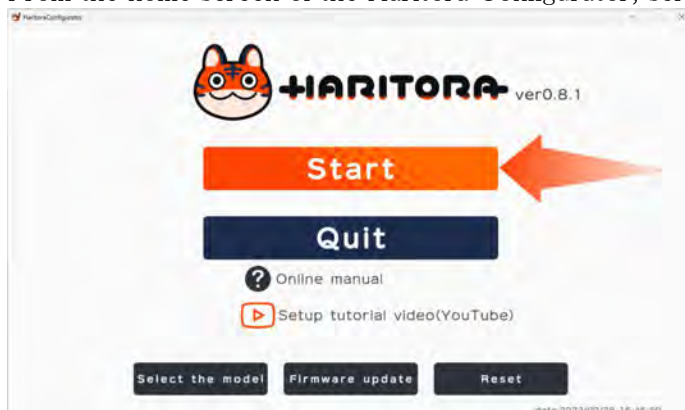 HaritoraConfigurator
HARITORA ver0.8.1
Start
Quit
Online manual
Setup tutorial video(YouTube)
Select the model
Firmware update
Reset